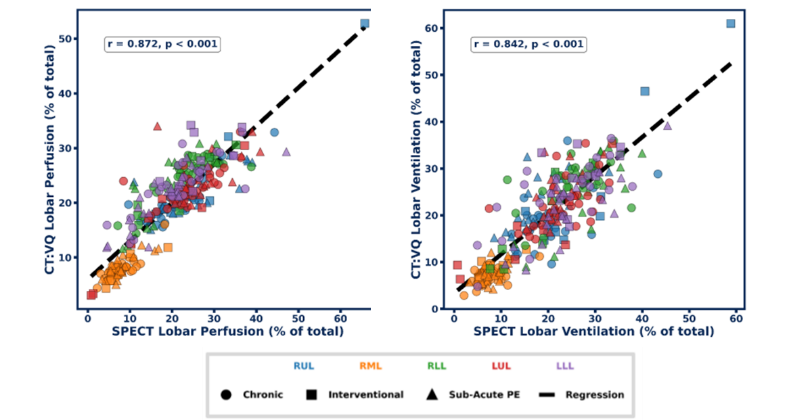 r = 0.872, p < 0.001
CT:VQ Lobar Perfusion (% of total)
50
40
30
20
10
0 10 20 30 40 50 60
SPECT Lobar Perfusion (% of total)
r = 0.842, p < 0.001
CT:VQ Lobar Ventilation (% of total)
60
50
40
30
20
10
0
0 10 20 30 40 50 60
SPECT Lobar Ventilation (% of total)
RUL RML RLL LUL LLL
Chronic Interventional Sub-Acute PE Regression